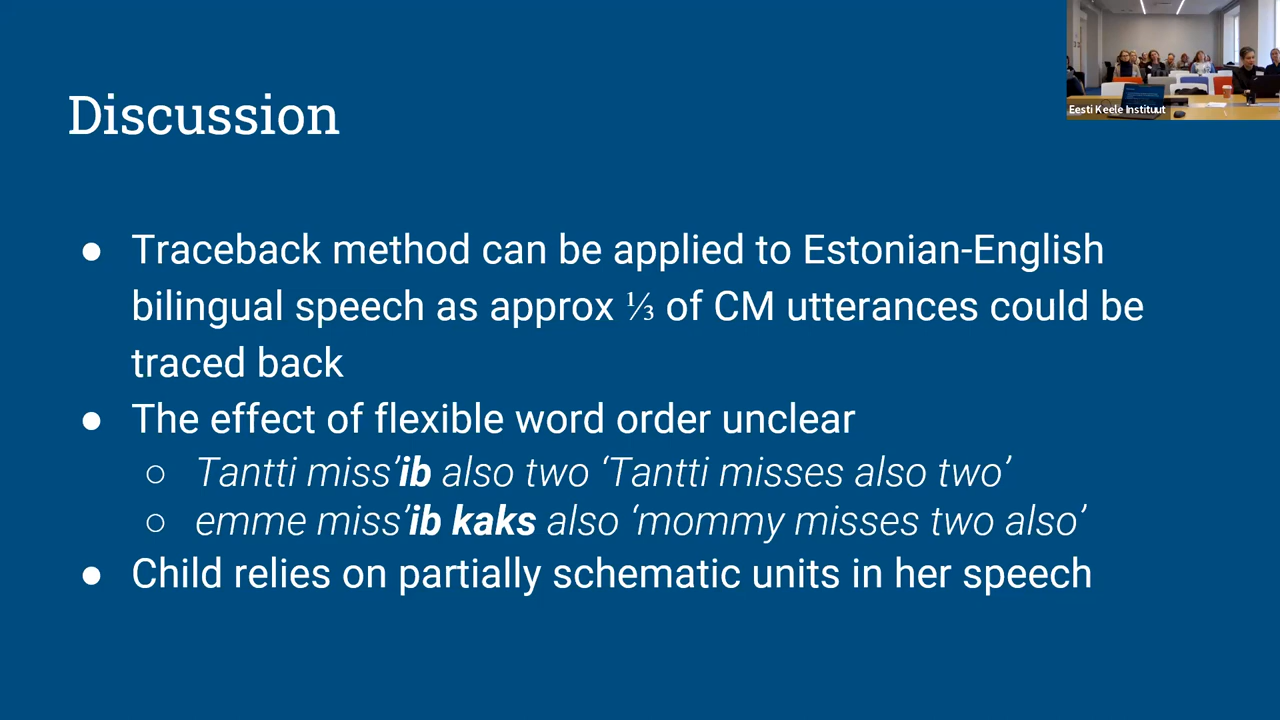 Eesti Keele Instituut
Discussion
● Traceback method can be applied to Estonian-English
bilingual speech as approx ⅓ of CM utterances could be
traced back
● The effect of flexible word order unclear
○ Tantti miss’ib also two ‘Tantti misses also two’
○ emme miss’ib kaks also ‘mommy misses two also’
● Child relies on partially schematic units in her speech